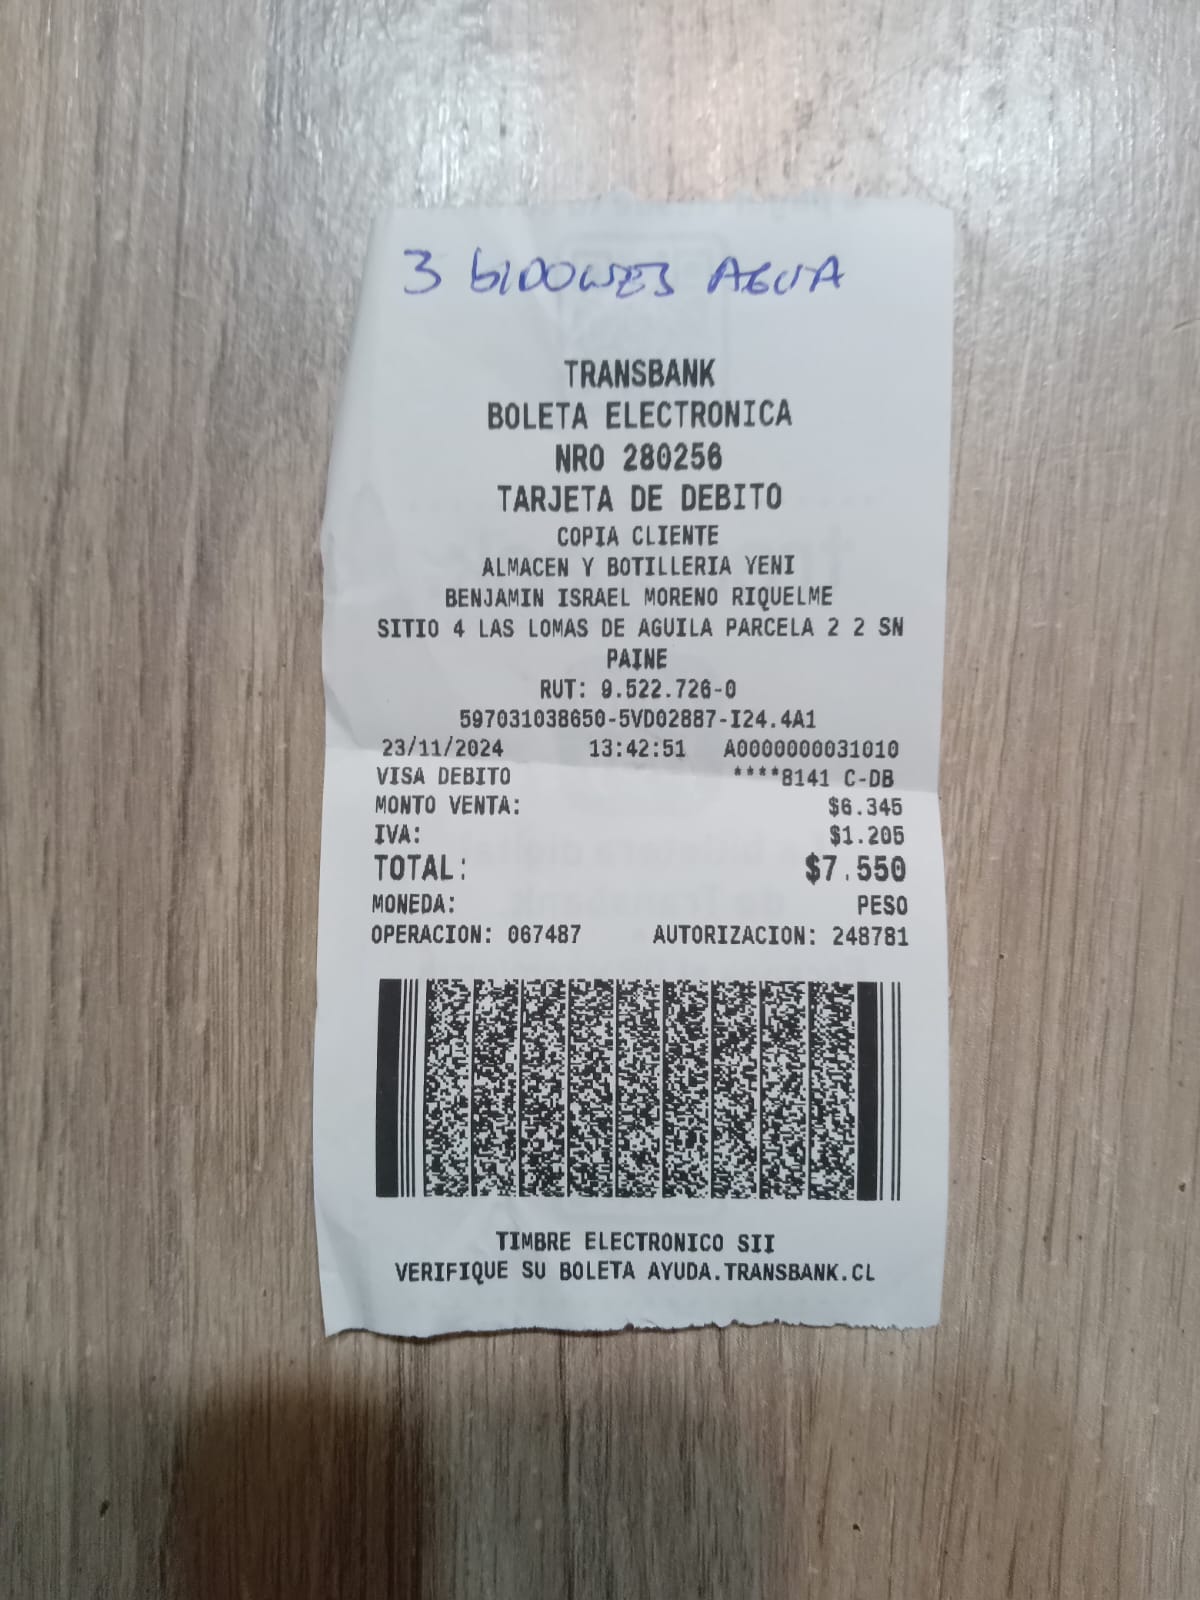 3 BIDONES AGUA
TRANSBANK
BOLETA ELECTRONICA
NRO 280256
TARJETA DE DEBITO
COPIA CLIENTE
ALMACEN Y BOTILLERIA YENI
BENJAMIN ISRAEL MORENO RIQUELME
SITIO 4 LAS LOMAS DE AGUILA PARCELA 2 2 SN
PAINE
RUT: 9.522.726-0
597031038650-5VD02887-I24.4A1
23/11/2024 13:42:51 A0000000031010
VISA DEBITO ****8141 C-DB
MONTO VENTA: $6.345
IVA: $1.205
TOTAL: $7.550
MONEDA: PESO
OPERACION: 067487 AUTORIZACION: 248781
TIMBRE ELECTRONICO SII
VERIFIQUE SU BOLETA AYUDA.TRANSBANK.CL